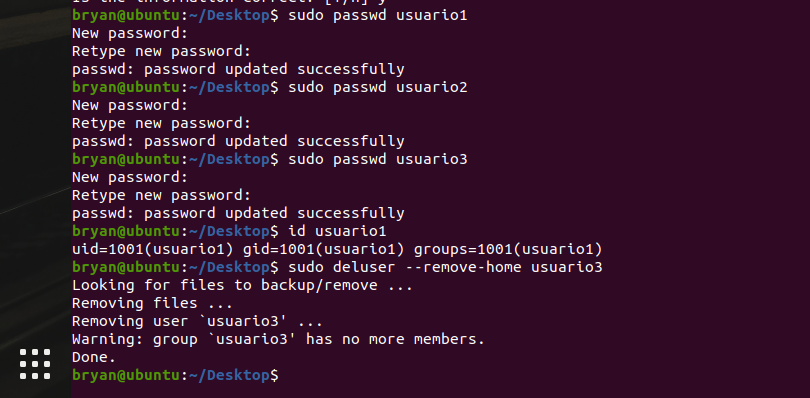 bryan@ubuntu:~/Desktop$ sudo passwd usuario1
New password:
Retype new password:
passwd: password updated successfully
bryan@ubuntu:~/Desktop$ sudo passwd usuario2
New password:
Retype new password:
passwd: password updated successfully
bryan@ubuntu:~/Desktop$ sudo passwd usuario3
New password:
Retype new password:
passwd: password updated successfully
bryan@ubuntu:~/Desktop$ id usuario1
uid=1001(usuario1) gid=1001(usuario1) groups=1001(usuario1)
bryan@ubuntu:~/Desktop$ sudo deluser --remove-home usuario3
Looking for files to backup/remove ...
Removing files ...
Removing user `usuario3' ...
Warning: group `usuario3' has no more members.
Done.
bryan@ubuntu:~/Desktop$